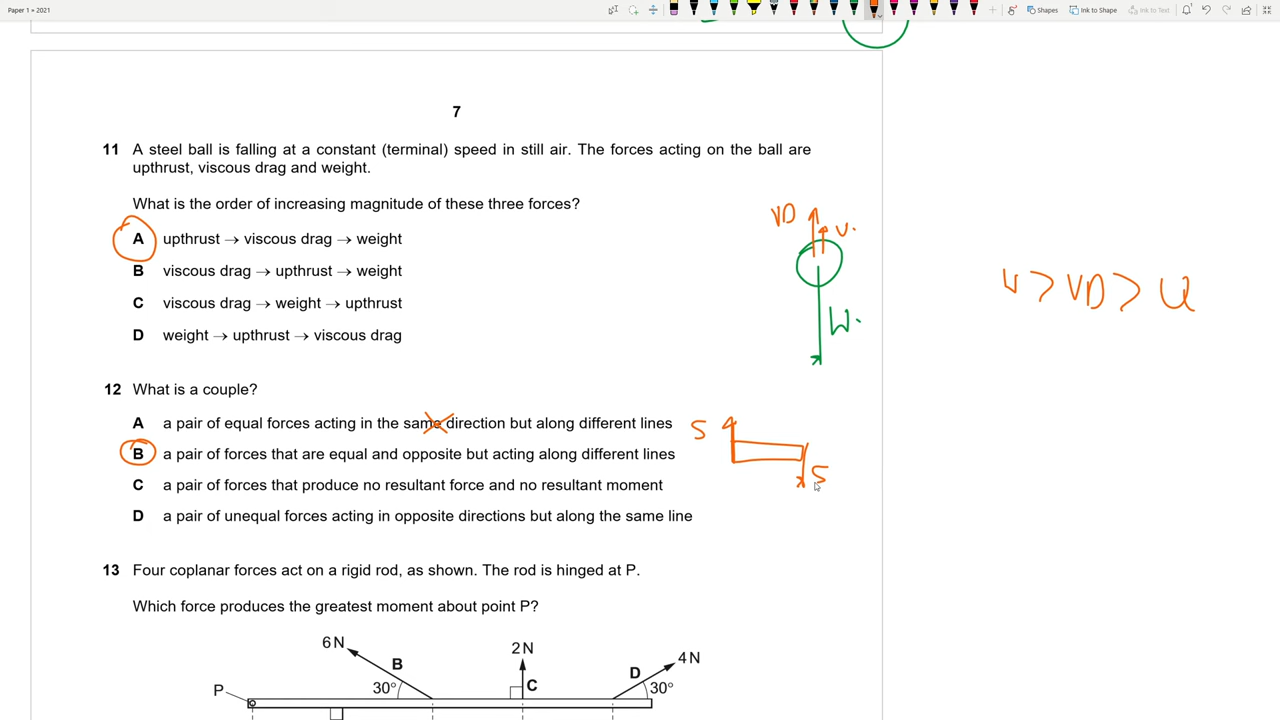 Paper 1 » 2021
Shapes
Ink to Shape
Ink to Text
7
11 A steel ball is falling at a constant (terminal) speed in still air. The forces acting on the ball are
upthrust, viscous drag and weight.
What is the order of increasing magnitude of these three forces?
A upthrust → viscous drag → weight
B viscous drag → upthrust → weight
C viscous drag → weight → upthrust
D weight → upthrust → viscous drag
VD U.
W.
W > VD > U
12 What is a couple?
A a pair of equal forces acting in the same direction but along different lines
B a pair of forces that are equal and opposite but acting along different lines
C a pair of forces that produce no resultant force and no resultant moment
D a pair of unequal forces acting in opposite directions but along the same line
5
5
13 Four coplanar forces act on a rigid rod, as shown. The rod is hinged at P.
Which force produces the greatest moment about point P?
6 N
B
30°
2 N
C
4 N
D
30°
P